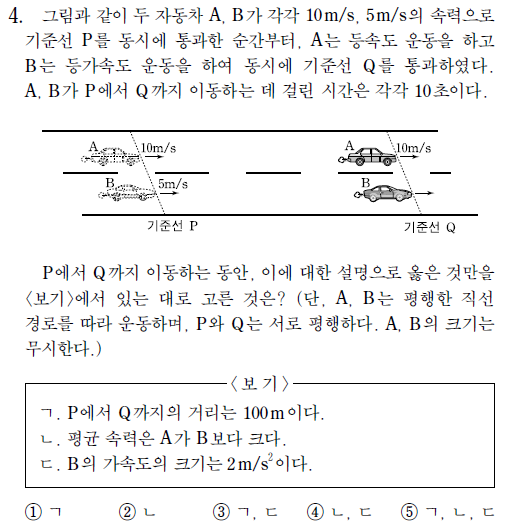 4. 그림과 같이 두 자동차 A, B가 각각 10m/s, 5m/s의 속력으로
기준선 P를 동시에 통과한 순간부터, A는 등속도 운동을 하고
B는 등가속도 운동을 하여 동시에 기준선 Q를 통과하였다.
A, B가 P에서 Q까지 이동하는 데 걸린 시간은 각각 10초이다.
A 10m/s A 10m/s
B 5m/s B
기준선 P 기준선 Q
P에서 Q까지 이동하는 동안, 이에 대한 설명으로 옳은 것만을
<보기>에서 있는 대로 고른 것은? (단, A, B는 평행한 직선
경로를 따라 운동하며, P와 Q는 서로 평행하다. A, B의 크기는
무시한다.)
<보 기>
ㄱ. P에서 Q까지의 거리는 100m이다.
ㄴ. 평균 속력은 A가 B보다 크다.
ㄷ. B의 가속도의 크기는 2m/s²이다.
① ㄱ ② ㄴ ③ ㄱ, ㄷ ④ ㄴ, ㄷ ⑤ ㄱ, ㄴ, ㄷ